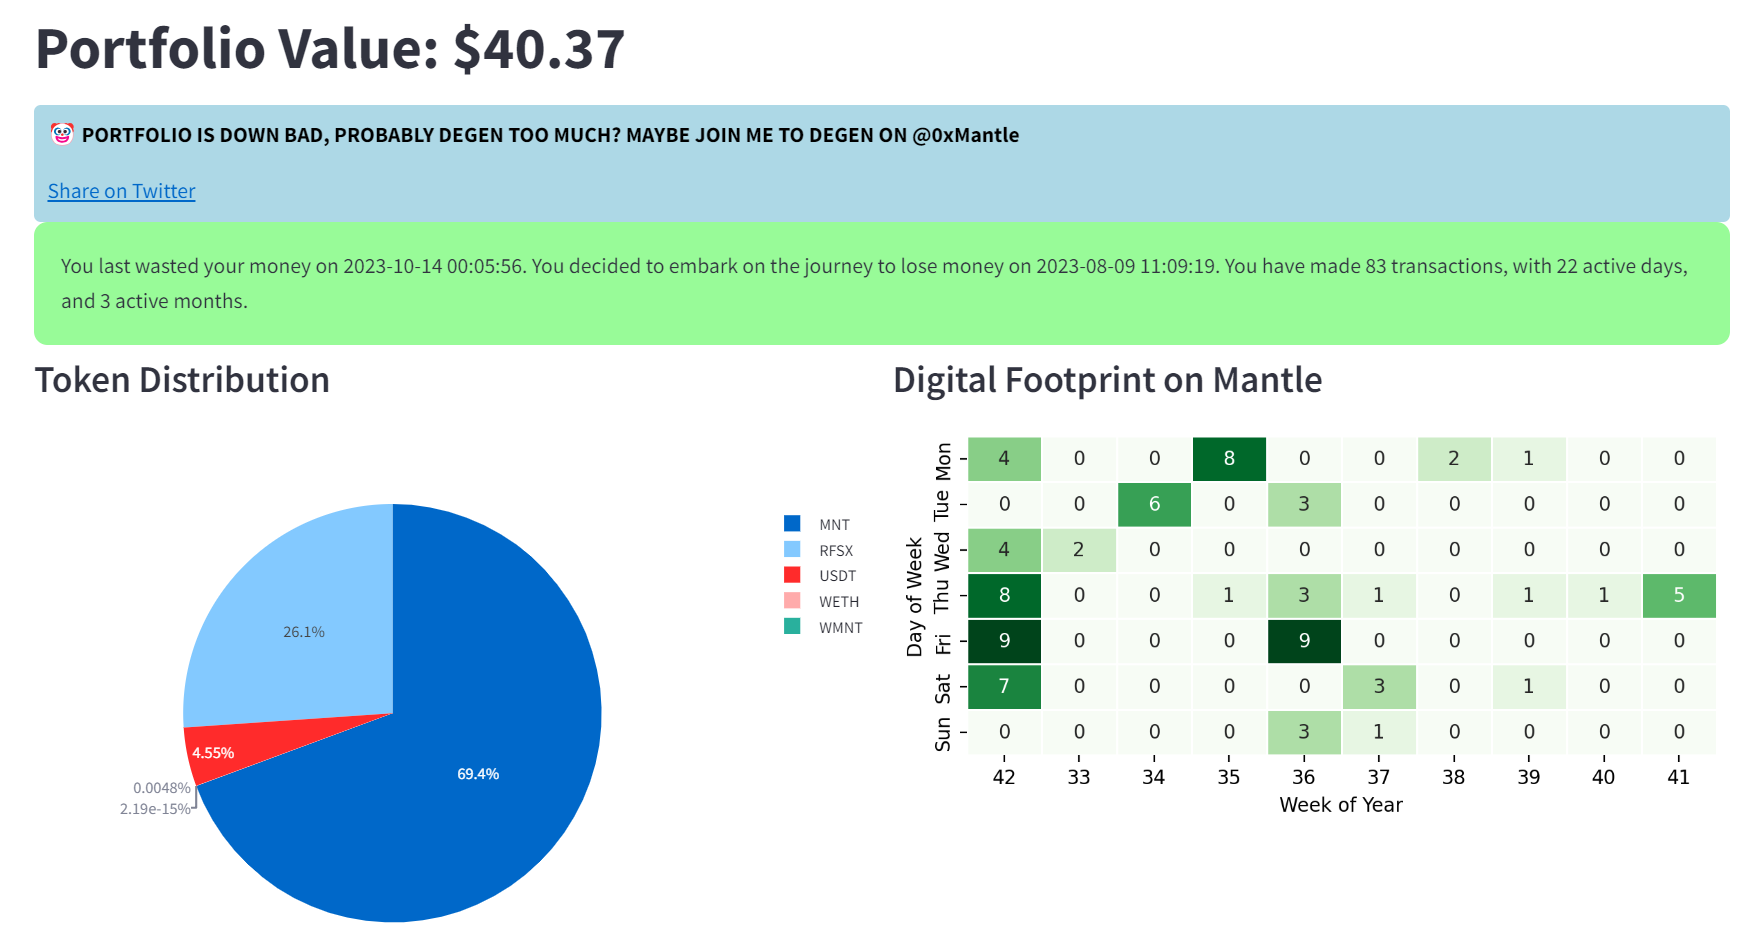 Portfolio Value: $40.37
🤡 PORTFOLIO IS DOWN BAD, PROBABLY DEGEN TOO MUCH? MAYBE JOIN ME TO DEGEN ON @0xMantle
Share on Twitter
You last wasted your money on 2023-10-14 00:05:56. You decided to embark on the journey to lose money on 2023-08-09 11:09:19. You have made 83 transactions, with 22 active days,
and 3 active months.
Token Distribution
26.1%
4.55%
69.4%
0.0048%
2.19e-15%
MNT
RFSX
USDT
WETH
WMNT
Digital Footprint on Mantle
Day of Week
Mon 4 0 0 8 0 0 2 1 0 0
Tue 0 0 6 0 3 0 0 0 0 0
Wed 4 2 0 0 0 0 0 0 0 0
Thu 8 0 0 1 3 1 0 1 1 5
Fri 9 0 0 0 9 0 0 0 0 0
Sat 7 0 0 0 0 3 0 1 0 0
Sun 0 0 0 0 3 1 0 0 0 0
42 33 34 35 36 37 38 39 40 41
Week of Year